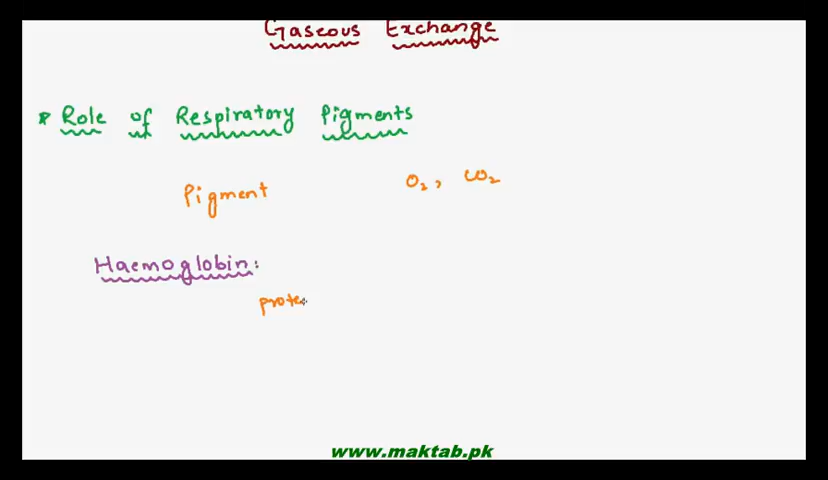 Gaseous Exchange
* Role of Respiratory Pigments
Pigment O₂, CO₂
Haemoglobin:
prote
www.maktab.pk